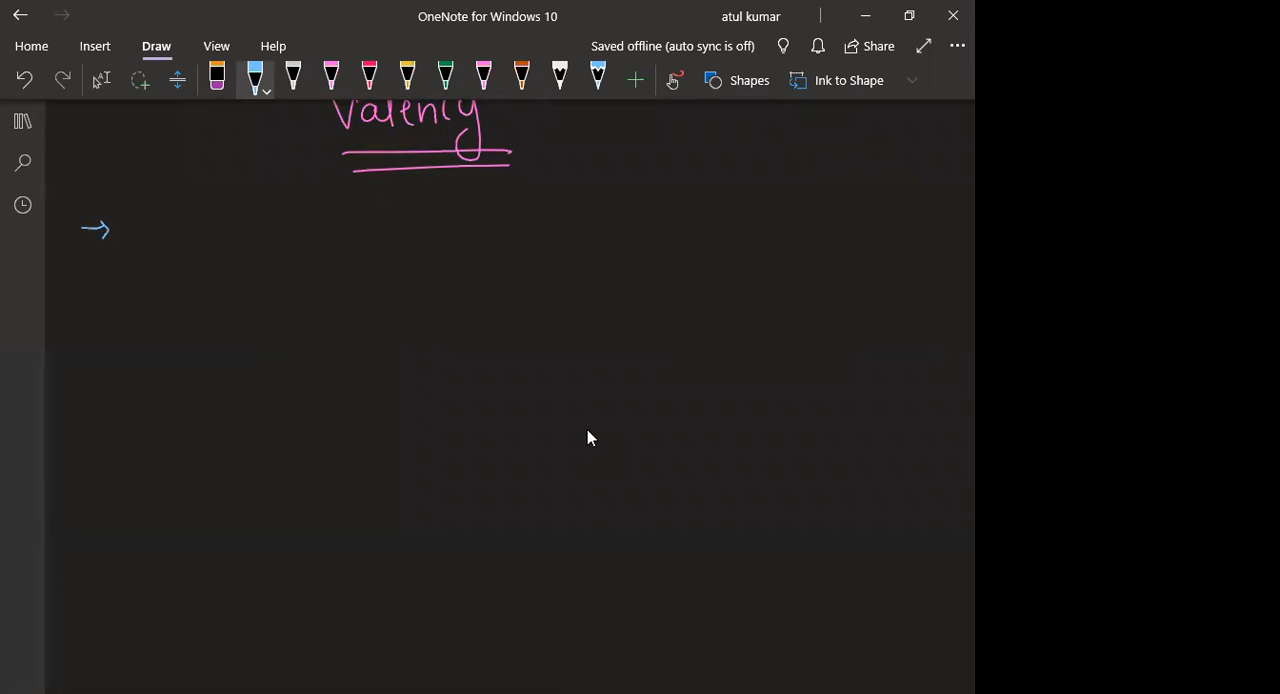 OneNote for Windows 10
atul kumar
Home Insert Draw View Help
Saved offline (auto sync is off)
Share
Shapes
Ink to Shape
Valency
→